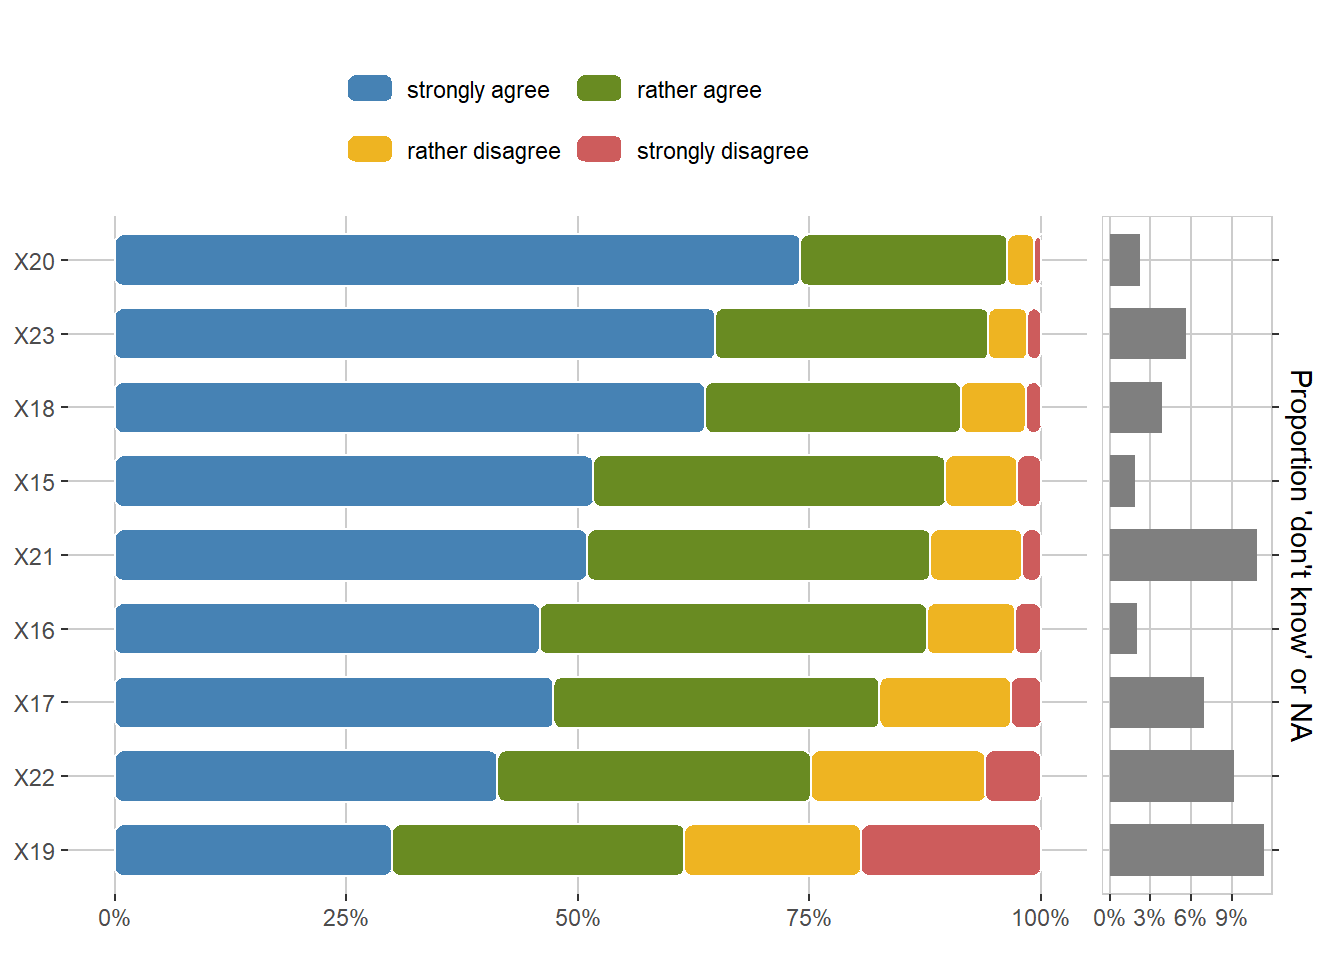 strongly agree
rather agree
rather disagree
strongly disagree
X20
X23
X18
X15
X21
X16
X17
X22
X19
0% 25% 50% 75% 100%
0% 3% 6% 9%
Proportion 'don't know' or NA